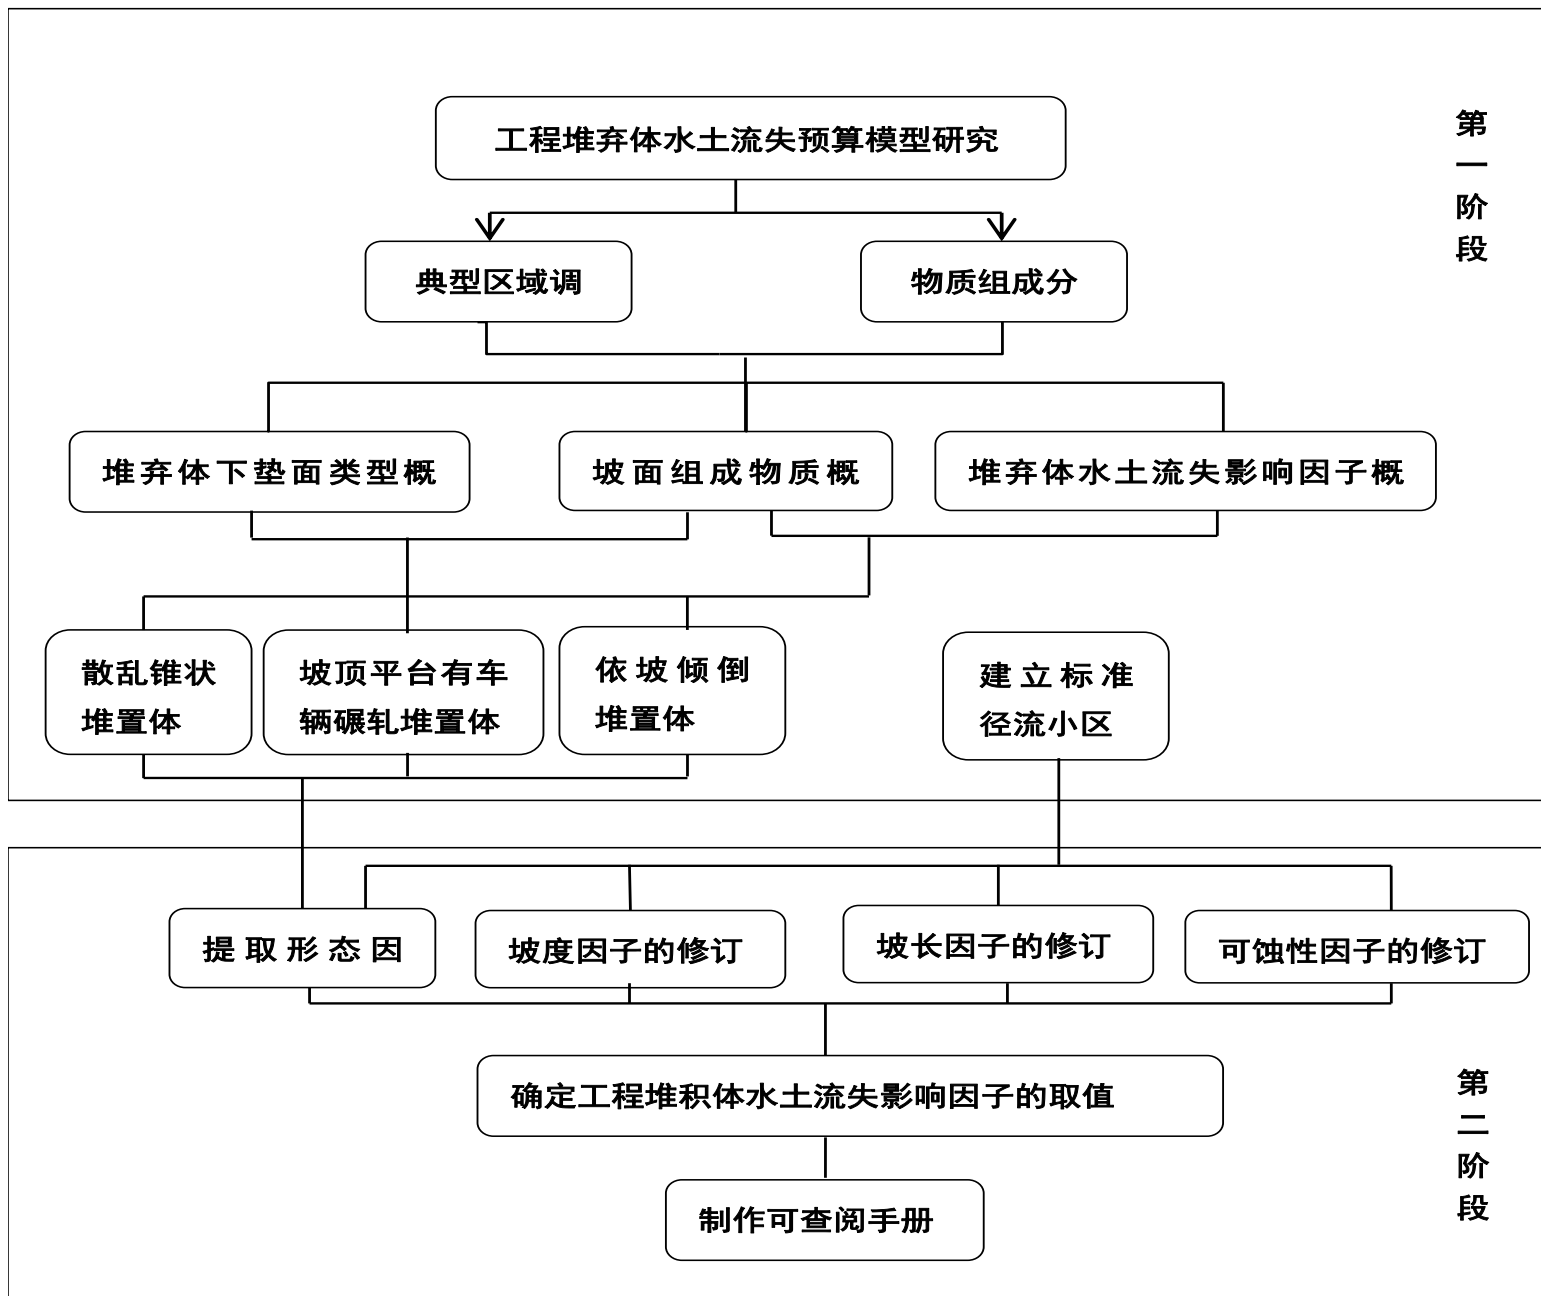 工程堆弃体水土流失预算模型研究
第
一
阶
段
典型区域调
物质组成分
堆弃体下垫面类型概
坡面组成物质概
堆弃体水土流失影响因子概
散乱锥状
堆置体
坡顶平台有车
辆碾轧堆置体
依坡倾倒
堆置体
建立标准
径流小区
提取形态因
坡度因子的修订
坡长因子的修订
可蚀性因子的修订
确定工程堆积体水土流失影响因子的取值
制作可查阅手册
第
二
阶
段